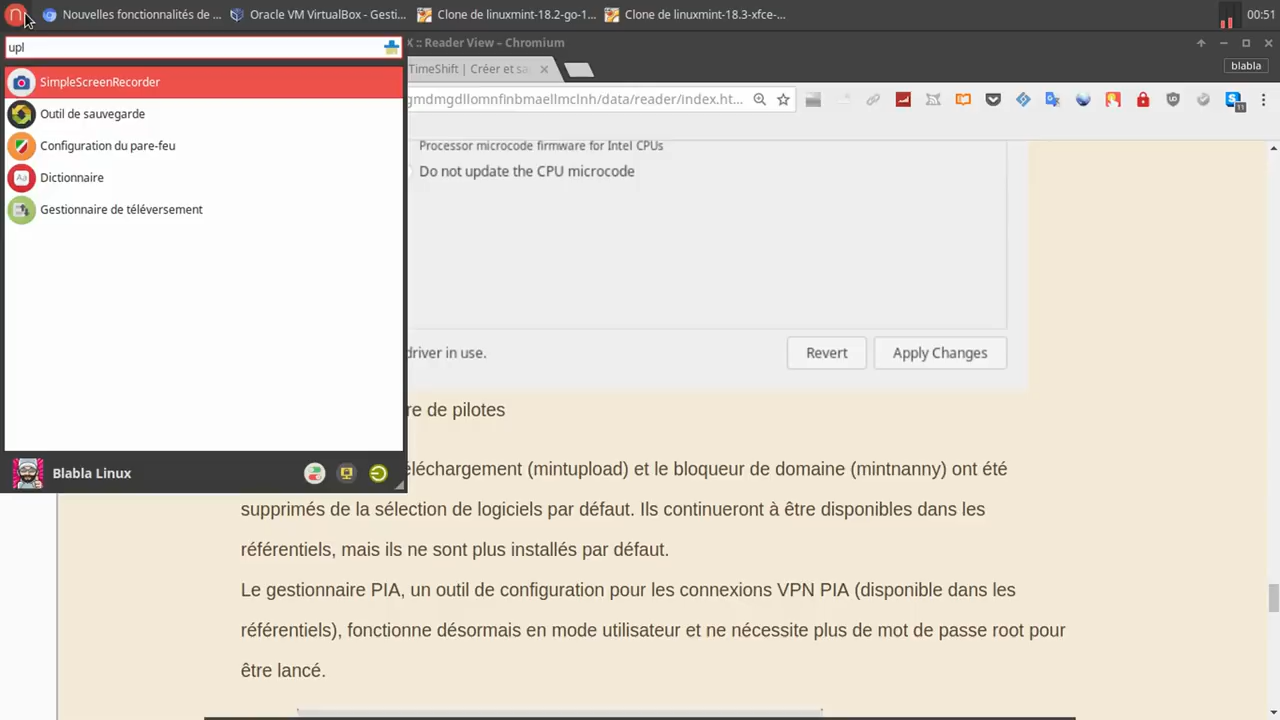 Nouvelles fonctionnalités de ...
Oracle VM VirtualBox - Gesti...
Clone de linuxmint-18.2-go-1...
Clone de linuxmint-18.3-xfce-...
00:51
upl
X :: Reader View – Chromium
TimeShift | Créer et sa
blabla
gmdmgdllomnflnbmaellmclnh/data/reader/index.ht...
11
SimpleScreenRecorder
Outil de sauvegarde
Configuration du pare-feu
Dictionnaire
Gestionnaire de téléversement
Blabla Linux
Processor microcode firmware for Intel CPUs
Do not update the CPU microcode
driver in use.
Revert
Apply Changes
re de pilotes
éléchargement (mintupload) et le bloqueur de domaine (mintnanny) ont été
supprimés de la sélection de logiciels par défaut. Ils continueront à être disponibles dans les
référentiels, mais ils ne sont plus installés par défaut.
Le gestionnaire PIA, un outil de configuration pour les connexions VPN PIA (disponible dans les
référentiels), fonctionne désormais en mode utilisateur et ne nécessite plus de mot de passe root pour
être lancé.